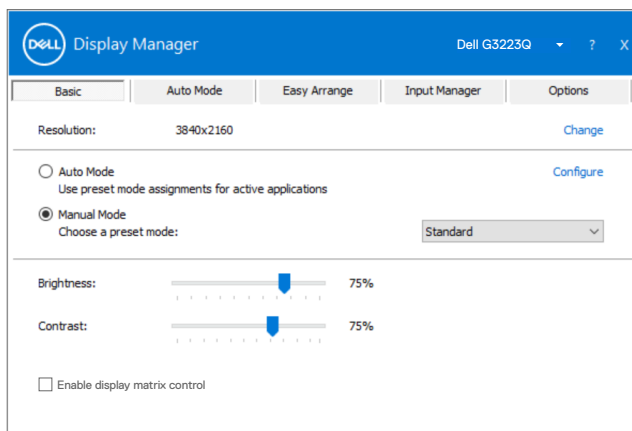 DELL Display Manager Dell G3223Q ? X
Basic Auto Mode Easy Arrange Input Manager Options
Resolution: 3840x2160 Change
Auto Mode Configure
Use preset mode assignments for active applications
Manual Mode
Choose a preset mode: Standard
Brightness: 75%
Contrast: 75%
Enable display matrix control